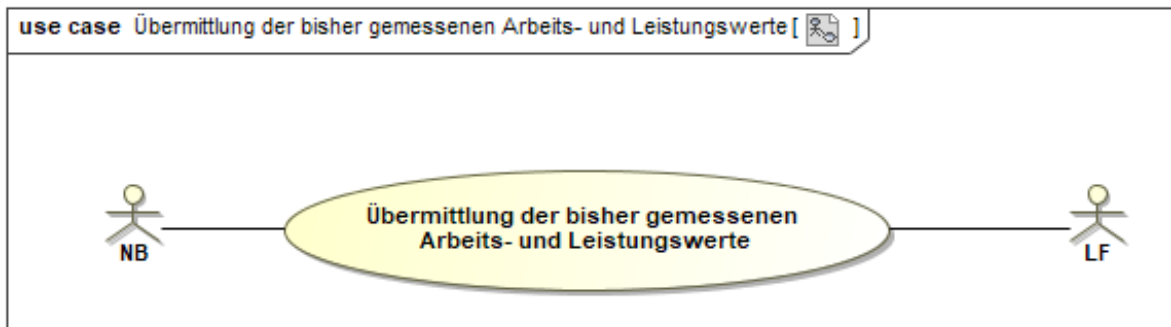 use case Übermittlung der bisher gemessenen Arbeits- und Leistungswerte [ ]
Übermittlung der bisher gemessenen
Arbeits- und Leistungswerte
NB
LF